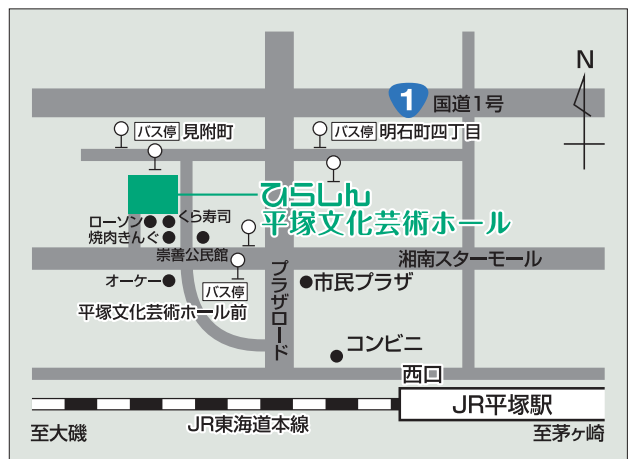 N
1
国道1号
バス停 見附町
バス停 明石町四丁目
ひらしん
平塚文化芸術ホール
ローソン
くら寿司
焼肉きんぐ
崇善公民館
湘南スターモール
オーケー
バス停
平塚文化芸術ホール前
プラザロード
市民プラザ
コンビニ
西口
JR平塚駅
JR東海道本線
至大磯
至茅ヶ崎